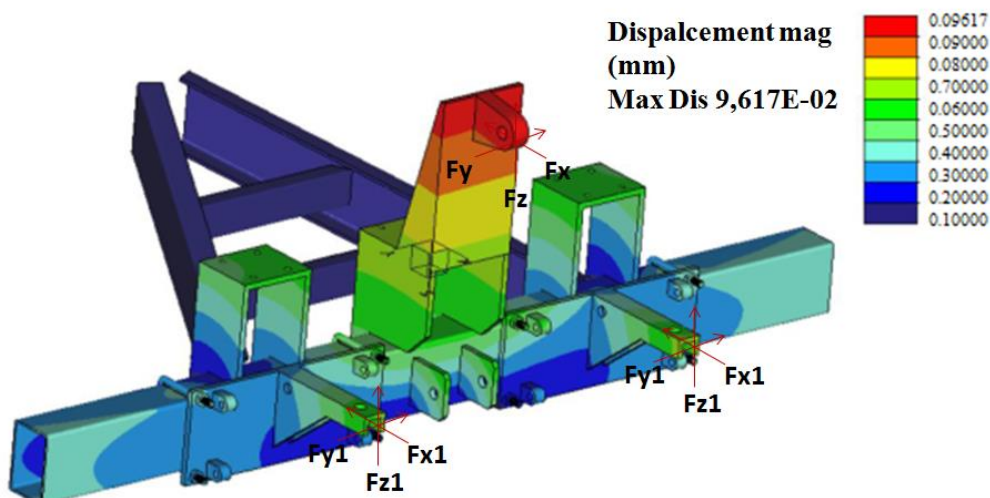 Dispalcement mag
(mm)
Max Dis 9,617E-02
0.09617
0.09000
0.08000
0.70000
0.06000
0.50000
0.40000
0.30000
0.20000
0.10000
Fy
Fx
Fz
Fy1
Fx1
Fz1
Fy1
Fx1
Fz1